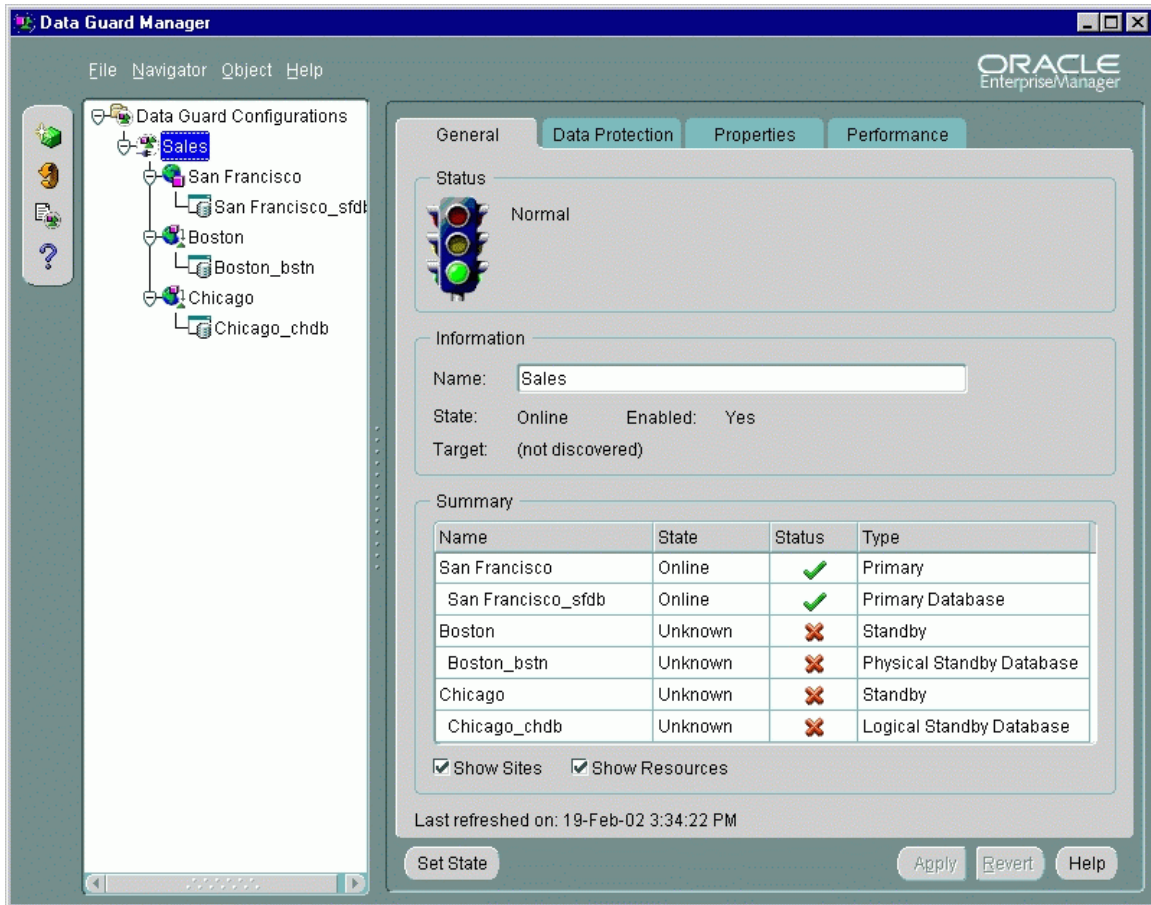 Data Guard Manager
File Navigator Object Help
ORACLE
EnterpriseManager
Data Guard Configurations
Sales
San Francisco
San Francisco_sfdb
Boston
Boston_bstn
Chicago
Chicago_chdb
General Data Protection Properties Performance
Status
Normal
Information
Name: Sales
State: Online Enabled: Yes
Target: (not discovered)
Summary
Name State Status Type
San Francisco Online Primary
San Francisco_sfdb Online Primary Database
Boston Unknown Standby
Boston_bstn Unknown Physical Standby Database
Chicago Unknown Standby
Chicago_chdb Unknown Logical Standby Database
Show Sites Show Resources
Last refreshed on: 19-Feb-02 3:34:22 PM
Set State Apply Revert Help